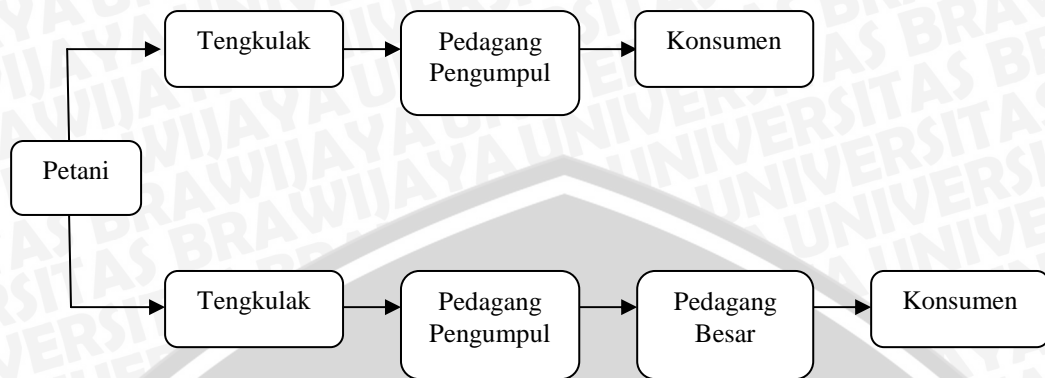 Tengkulak
Pedagang
Pengumpul
Konsumen
Petani
Tengkulak
Pedagang
Pengumpul
Pedagang
Besar
Konsumen